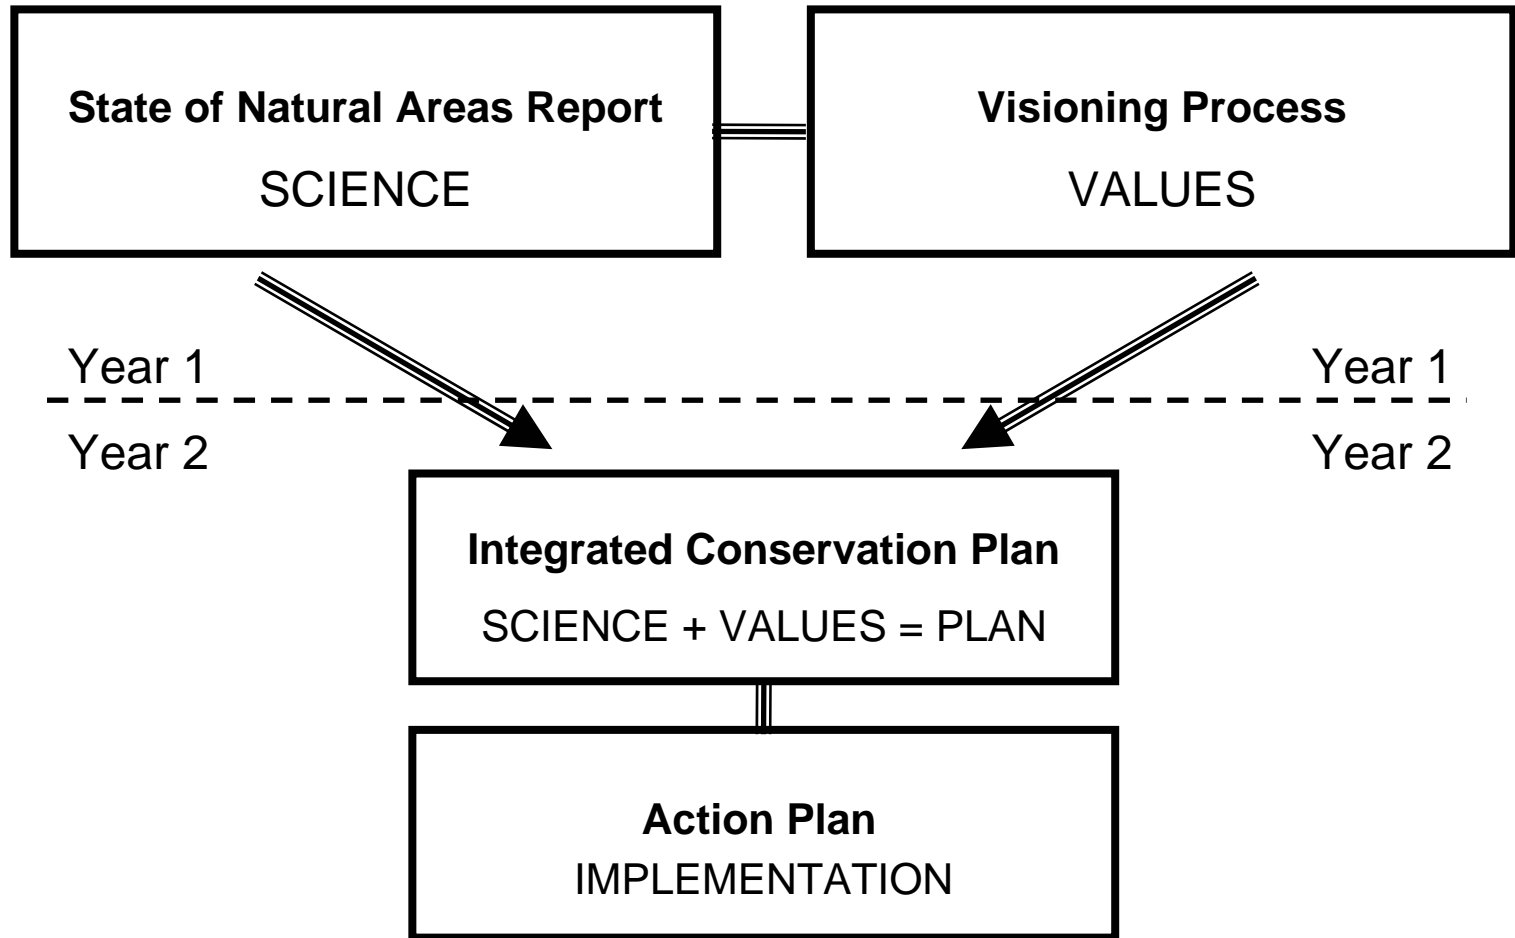 State of Natural Areas Report
SCIENCE
Visioning Process
VALUES
Year 1
Year 1
Year 2
Year 2
Integrated Conservation Plan
SCIENCE + VALUES = PLAN
Action Plan
IMPLEMENTATION